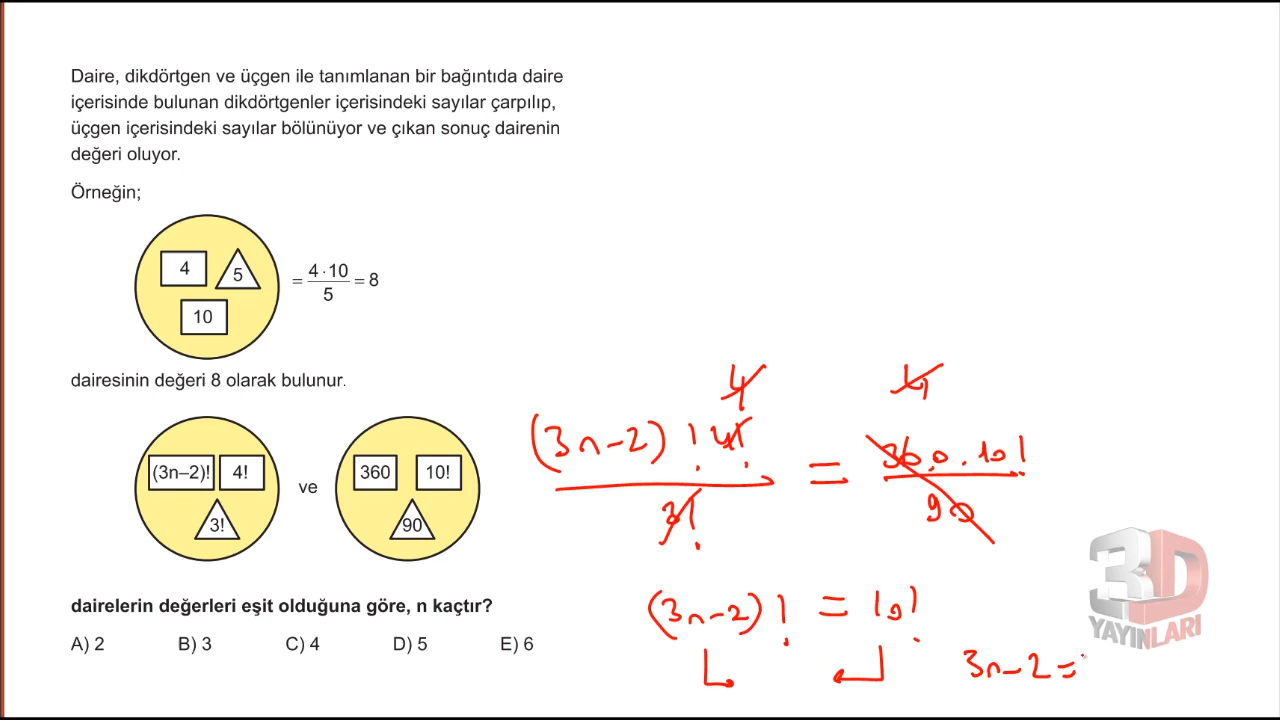 Daire, dikdörtgen ve üçgen ile tanımlanan bir bağıntıda daire
içerisinde bulunan dikdörtgenler içerisindeki sayılar çarpılıp,
üçgen içerisindeki sayılar bölünüyor ve çıkan sonuç dairenin
değeri oluyor.
Örneğin;
4 5
10
= 4 · 10 / 5 = 8
dairesinin değeri 8 olarak bulunur.
(3n–2)! 4!
3!
ve
360 10!
90
dairelerin değerleri eşit olduğuna göre, n kaçtır?
A) 2 B) 3 C) 4 D) 5 E) 6
4 4
(3n-2)! 4! / 3! = 360 . 10! / 90
(3n-2)! = 10!
3n-2=
3D
YAYINLARI